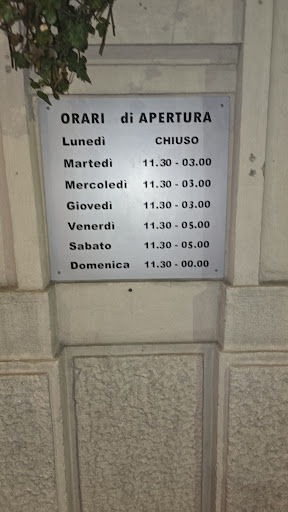 ORARI di APERTURA
Lunedì CHIUSO
Martedì 11.30 - 03.00
Mercoledì 11.30 - 03.00
Giovedì 11.30 - 03.00
Venerdì 11.30 - 05.00
Sabato 11.30 - 05.00
Domenica 11.30 - 00.00